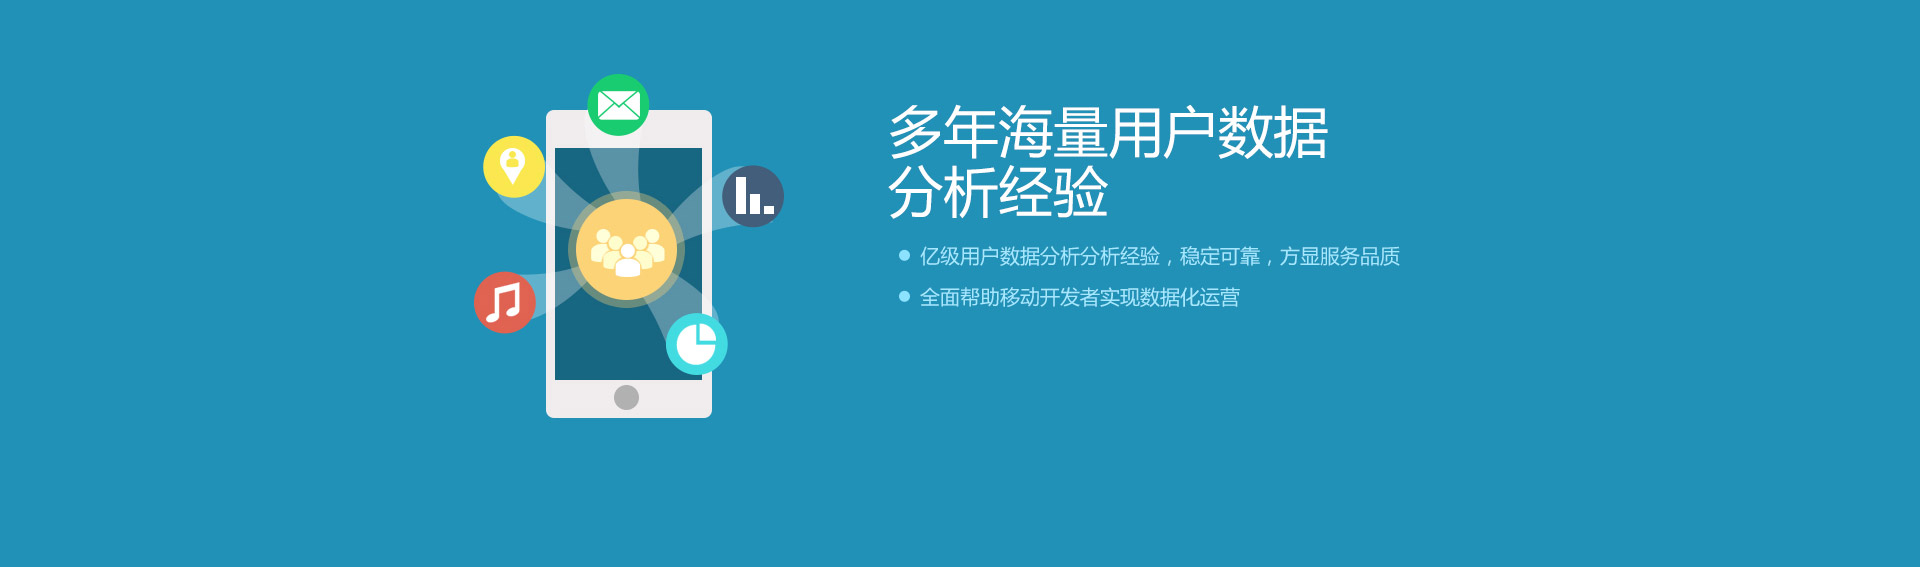 多年海量用户数据
分析经验
亿级用户数据分析分析经验，稳定可靠，方显服务品质
全面帮助移动开发者实现数据化运营